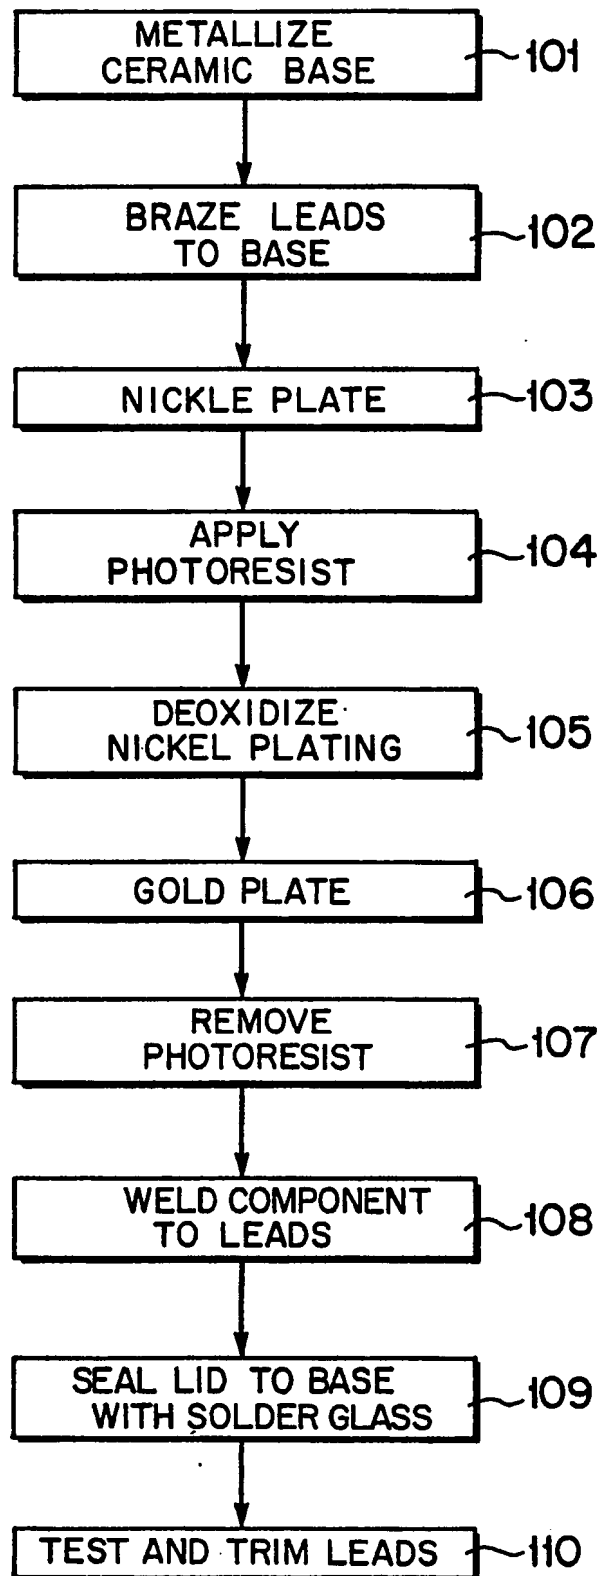 METALLIZE
CERAMIC BASE
101
BRAZE LEADS
TO BASE
102
NICKLE PLATE
103
APPLY
PHOTORESIST
104
DEOXIDIZE
NICKEL PLATING
105
GOLD PLATE
106
REMOVE
PHOTORESIST
107
WELD COMPONENT
TO LEADS
108
SEAL LID TO BASE
WITH SOLDER GLASS
109
TEST AND TRIM LEADS
110